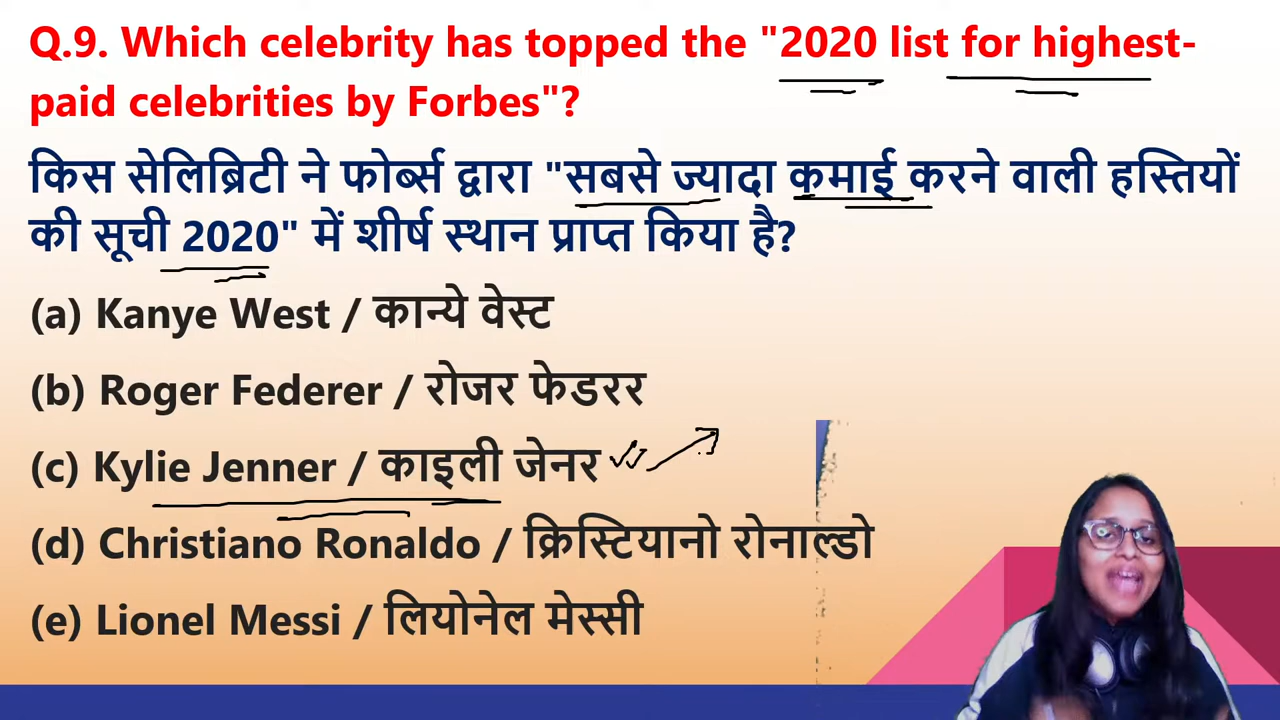 Q.9. Which celebrity has topped the "2020 list for highest-
paid celebrities by Forbes"?
किस सेलिब्रिटी ने फोर्ब्स द्वारा "सबसे ज्यादा कमाई करने वाली हस्तियों
की सूची 2020" में शीर्ष स्थान प्राप्त किया है?
(a) Kanye West / कान्ये वेस्ट
(b) Roger Federer / रोजर फेडरर
(c) Kylie Jenner / काइली जेनर
(d) Christiano Ronaldo / क्रिस्टियानो रोनाल्डो
(e) Lionel Messi / लियोनेल मेस्सी